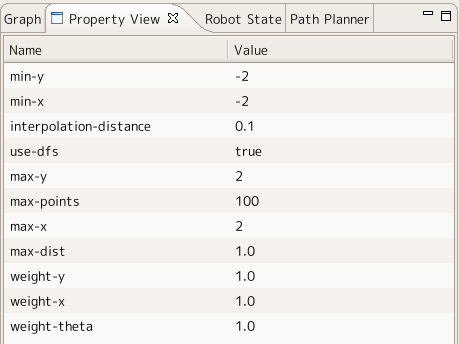 Graph Property View Robot State Path Planner
Name Value
min-y -2
min-x -2
interpolation-distance 0.1
use-dfs true
max-y 2
max-points 100
max-x 2
max-dist 1.0
weight-y 1.0
weight-x 1.0
weight-theta 1.0